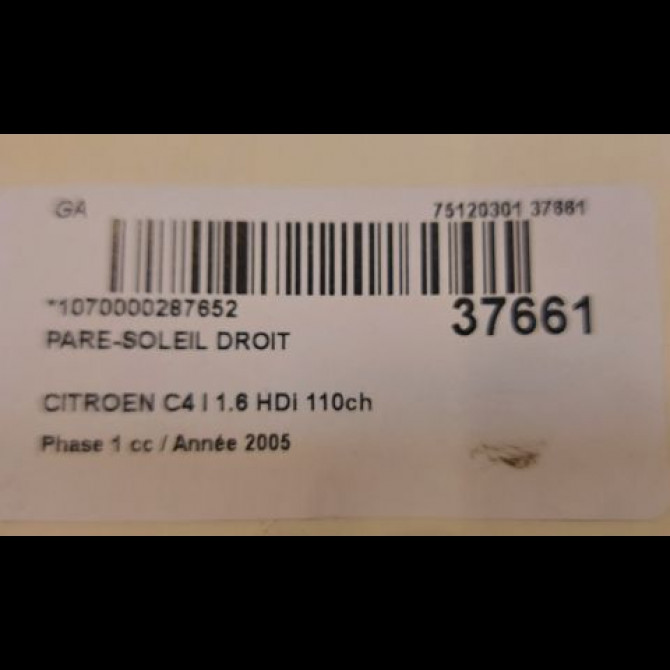 GA 75120301 37661
*1070000287652 37661
PARE-SOLEIL DROIT
CITROEN C4 I 1.6 HDi 110ch
Phase 1 cc / Année 2005